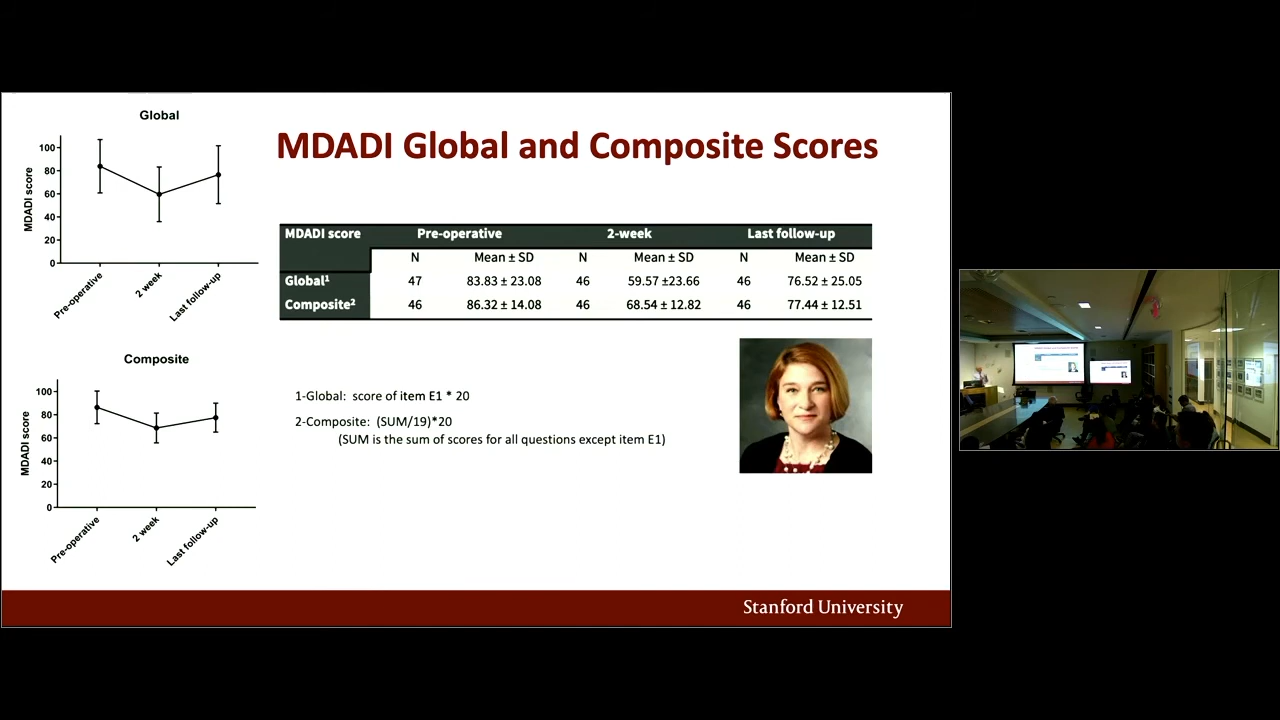 MDADI Global and Composite Scores
Global
MDADI score
100
80
60
40
20
0
Pre-operative
2 week
Last follow-up
MDADI score Pre-operative 2-week Last follow-up
N Mean ± SD N Mean ± SD N Mean ± SD
Global¹ 47 83.83 ± 23.08 46 59.57 ±23.66 46 76.52 ± 25.05
Composite² 46 86.32 ± 14.08 46 68.54 ± 12.82 46 77.44 ± 12.51
Composite
MDADI score
100
80
60
40
20
0
Pre-operative
2 week
Last follow-up
1-Global: score of item E1 * 20
2-Composite: (SUM/19)*20
(SUM is the sum of scores for all questions except item E1)
Stanford University